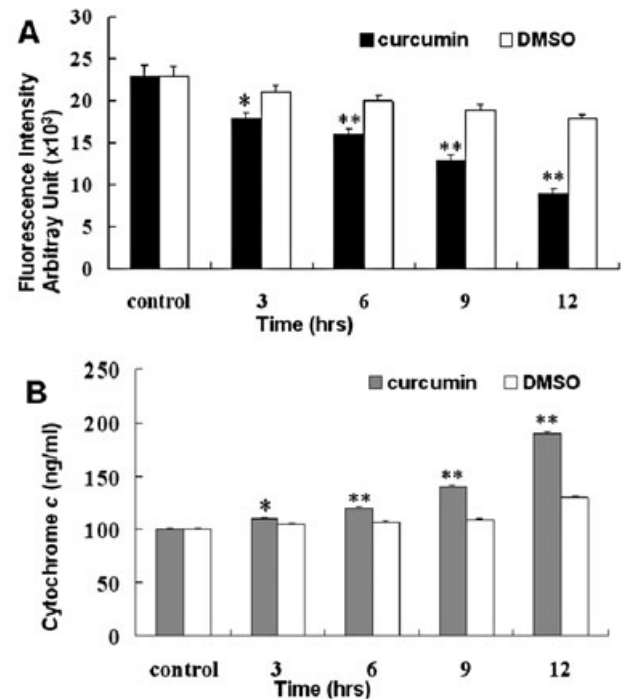 A
curcumin DMSO
Fluorescence Intensity
Arbitray Unit (x10³)
30
25
20
15
10
5
0
* ** ** **
control 3 6 9 12
Time (hrs)
B
curcumin DMSO
Cytochrome c (ng/ml)
250
200
150
100
50
0
* ** ** **
control 3 6 9 12
Time (hrs)